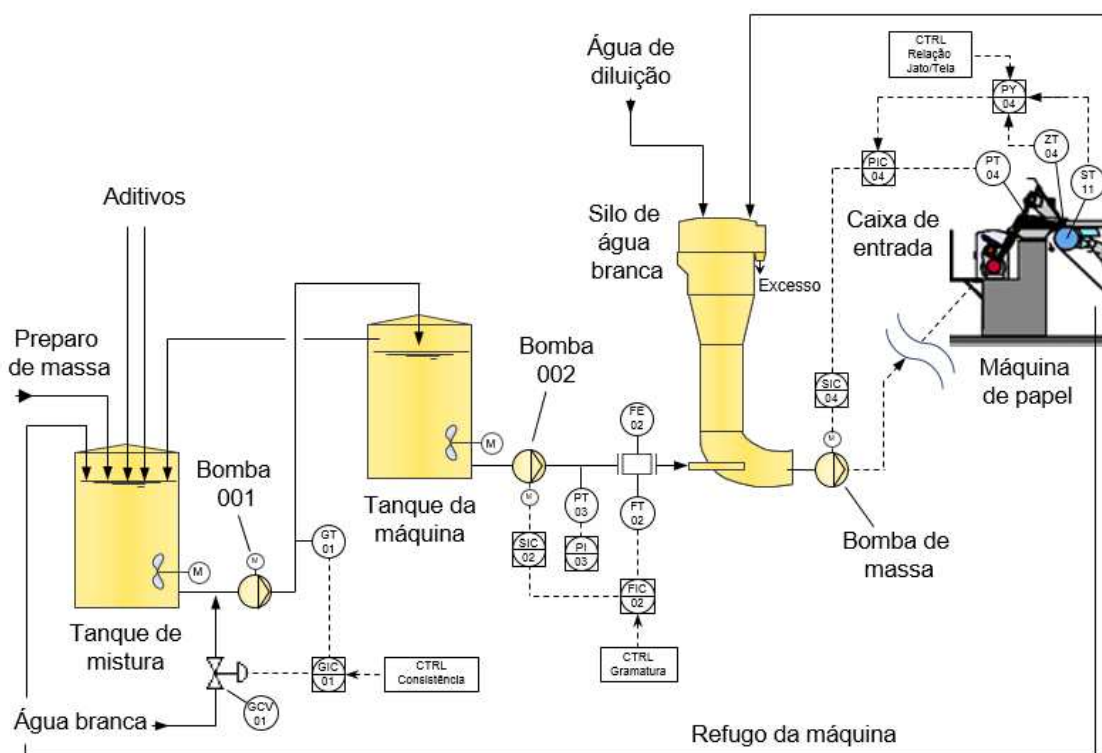 CTRL
Relação
Jato/Tela
Água de
diluição
PY
04
ZT
04
PIC
04
PT
04
ST
11
Aditivos
Silo de
água
branca
Caixa de
entrada
Excesso
Preparo
de massa
Bomba
002
Máquina
de papel
SIC
04
FE
02
M
M
Bomba
001
Tanque da
máquina
GT
01
M
PT
03
FT
02
M
M
SIC
02
PI
03
Bomba de
massa
FIC
02
Tanque de
mistura
GIC
01
CTRL
Consistência
CTRL
Gramatura
GCV
01
Água branca
Refugo da máquina